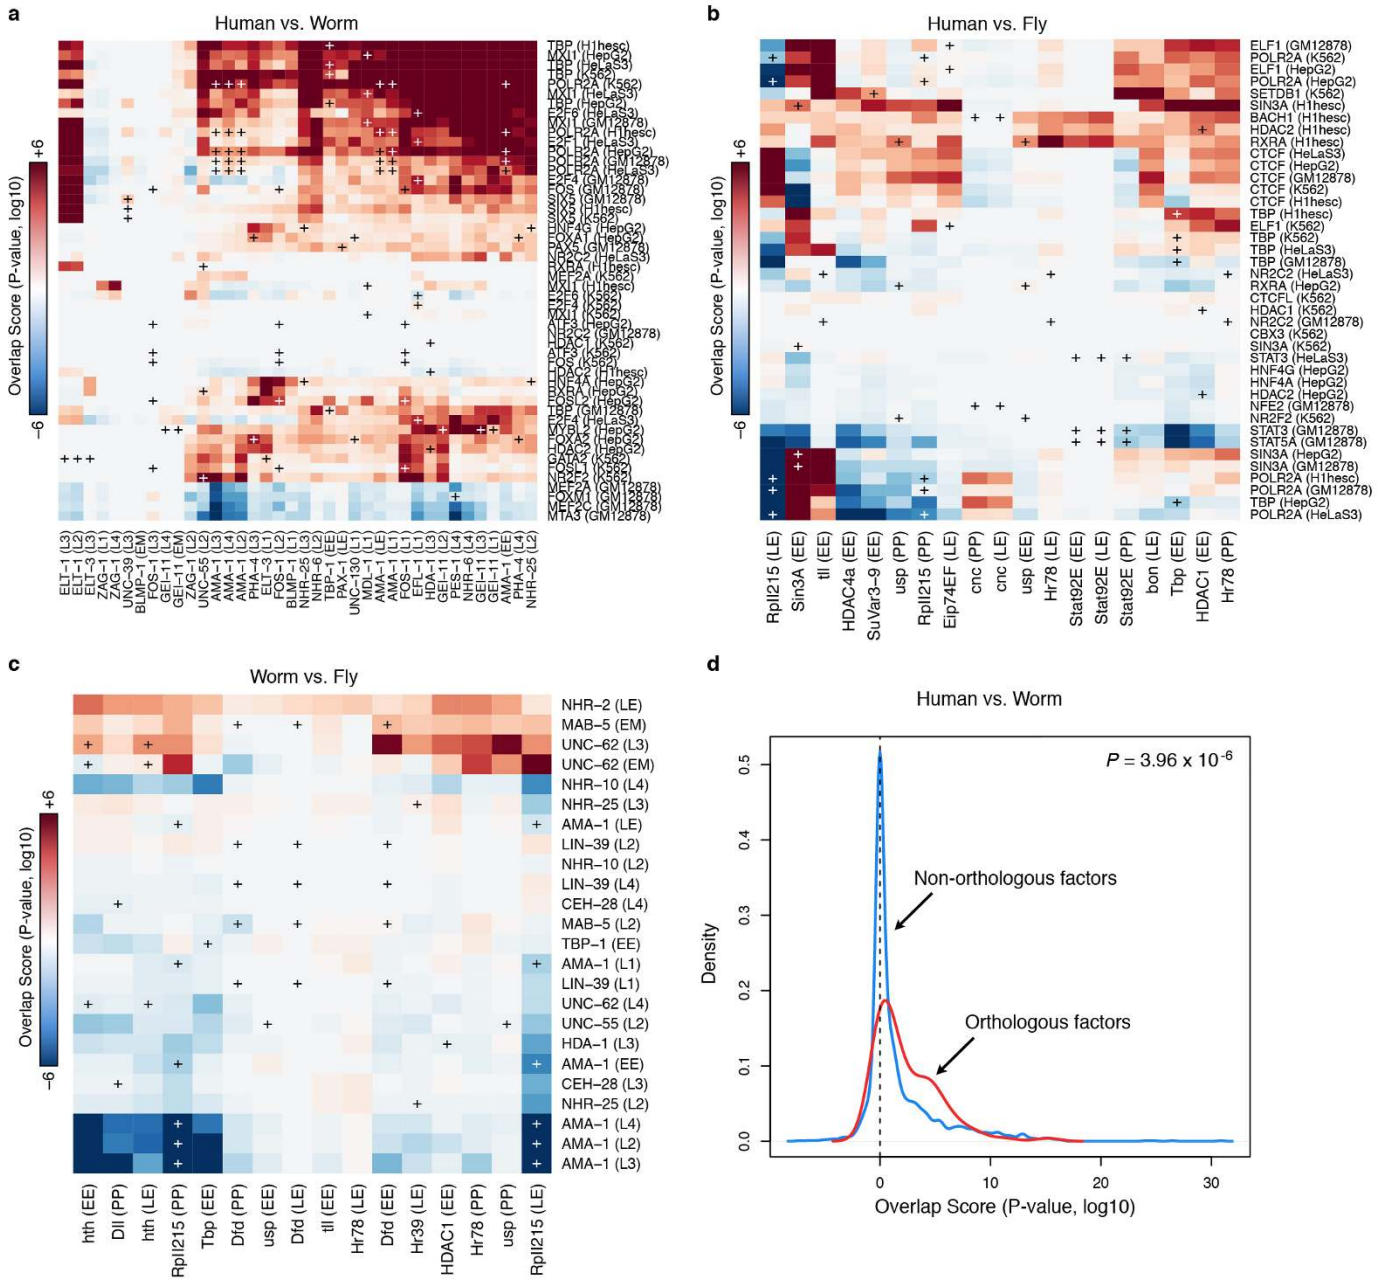 a
Human vs. Worm
TBP (H1hesc)
MXI1 (HepG2)
TBP (HeLaS3)
TBP (K562)
POLR2A (K562)
MXI1 (HeLaS3)
TBP (HepG2)
E2F6 (HeLaS3)
MXI1 (GM12878)
POLR2A (H1hesc)
E2F1 (HeLaS3)
POLR2A (HepG2)
POLR2A (GM12878)
POLR2A (HeLaS3)
E2F4 (GM12878)
FOS (GM12878)
SIX5 (GM12878)
SIX5 (H1hesc)
SIX5 (K562)
HNF4G (HepG2)
FOXA1 (HepG2)
PAX5 (GM12878)
NR2C2 (HeLaS3)
RXRA (H1hesc)
MEF2A (K562)
MXI1 (H1hesc)
E2F6 (K562)
E2F4 (K562)
MXI1 (K562)
ATF3 (HepG2)
NR2C2 (GM12878)
HDAC1 (K562)
ATF3 (K562)
FOS (K562)
HDAC2 (H1hesc)
HNF4A (HepG2)
RXRA (HepG2)
FOSL2 (HepG2)
TBP (GM12878)
E2F4 (HeLaS3)
MYBL2 (HepG2)
FOXA2 (HepG2)
HDAC2 (HepG2)
GATA2 (K562)
FOSL1 (K562)
NR2F2 (K562)
MEF2A (GM12878)
FOXM1 (GM12878)
MEF2C (GM12878)
MTA3 (GM12878)
Overlap Score (P-value, log10)
+6
−6
ELT−1 (L3)
ELT−1 (L2)
ELT−3 (L3)
ZAG−1 (L1)
ZAG−1 (L4)
UNC−39 (L3)
BLMP−1 (EM)
FOS−1 (L3)
GEI−11 (L4)
GEI−11 (EM)
ZAG−1 (L2)
UNC−55 (L2)
AMA−1 (L3)
AMA−1 (L4)
AMA−1 (L2)
PHA−4 (L3)
ELT−3 (L1)
FOS−1 (L2)
BLMP−1 (L1)
NHR−25 (L3)
NHR−6 (L2)
TBP−1 (EE)
PAX−1 (LE)
UNC−130 (L1)
MDL−1 (L1)
AMA−1 (LE)
AMA−1 (L1)
FOS−1 (L1)
EFL−1 (L1)
HDA−1 (L3)
GEI−11 (L2)
PES−1 (L4)
NHR−6 (L4)
GEI−11 (L3)
GEI−11 (L1)
AMA−1 (EE)
PHA−4 (L4)
NHR−25 (L2)
b
Human vs. Fly
ELF1 (GM12878)
POLR2A (K562)
ELF1 (HepG2)
POLR2A (HepG2)
SETDB1 (K562)
SIN3A (H1hesc)
BACH1 (H1hesc)
HDAC2 (H1hesc)
RXRA (H1hesc)
CTCF (HeLaS3)
CTCF (HepG2)
CTCF (GM12878)
CTCF (K562)
CTCF (H1hesc)
TBP (H1hesc)
ELF1 (K562)
TBP (K562)
TBP (HeLaS3)
TBP (GM12878)
NR2C2 (HeLaS3)
RXRA (HepG2)
CTCFL (K562)
HDAC1 (K562)
NR2C2 (GM12878)
CBX3 (K562)
SIN3A (K562)
STAT3 (HeLaS3)
HNF4G (HepG2)
HNF4A (HepG2)
HDAC2 (HepG2)
NFE2 (GM12878)
NR2F2 (K562)
STAT3 (GM12878)
STAT5A (GM12878)
SIN3A (HepG2)
SIN3A (GM12878)
POLR2A (H1hesc)
POLR2A (GM12878)
TBP (HepG2)
POLR2A (HeLaS3)
Overlap Score (P-value, log10)
+6
−6
RpII215 (LE)
Sin3A (EE)
tll (EE)
HDAC4a (EE)
SuVar3−9 (EE)
usp (PP)
RpII215 (PP)
Eip74EF (LE)
cnc (PP)
cnc (LE)
usp (EE)
Hr78 (LE)
Stat92E (EE)
Stat92E (LE)
Stat92E (PP)
bon (LE)
Tbp (EE)
HDAC1 (EE)
Hr78 (PP)
c
Worm vs. Fly
NHR−2 (LE)
MAB−5 (EM)
UNC−62 (L3)
UNC−62 (EM)
NHR−10 (L4)
NHR−25 (L3)
AMA−1 (LE)
LIN−39 (L2)
NHR−10 (L2)
LIN−39 (L4)
CEH−28 (L4)
MAB−5 (L2)
TBP−1 (EE)
AMA−1 (L1)
LIN−39 (L1)
UNC−62 (L4)
UNC−55 (L2)
HDA−1 (L3)
AMA−1 (EE)
CEH−28 (L3)
NHR−25 (L2)
AMA−1 (L4)
AMA−1 (L2)
AMA−1 (L3)
Overlap Score (P-value, log10)
+6
−6
hth (EE)
Dll (PP)
hth (LE)
RpII215 (PP)
Tbp (EE)
Dfd (PP)
usp (EE)
Dfd (LE)
tll (EE)
Hr78 (LE)
Dfd (EE)
Hr39 (LE)
HDAC1 (EE)
Hr78 (PP)
usp (PP)
RpII215 (LE)
d
Human vs. Worm
P = 3.96 x 10-6
Non-orthologous factors
Orthologous factors
Density
0.5
0.4
0.3
0.2
0.1
0.0
0
10
20
30
Overlap Score (P-value, log10)